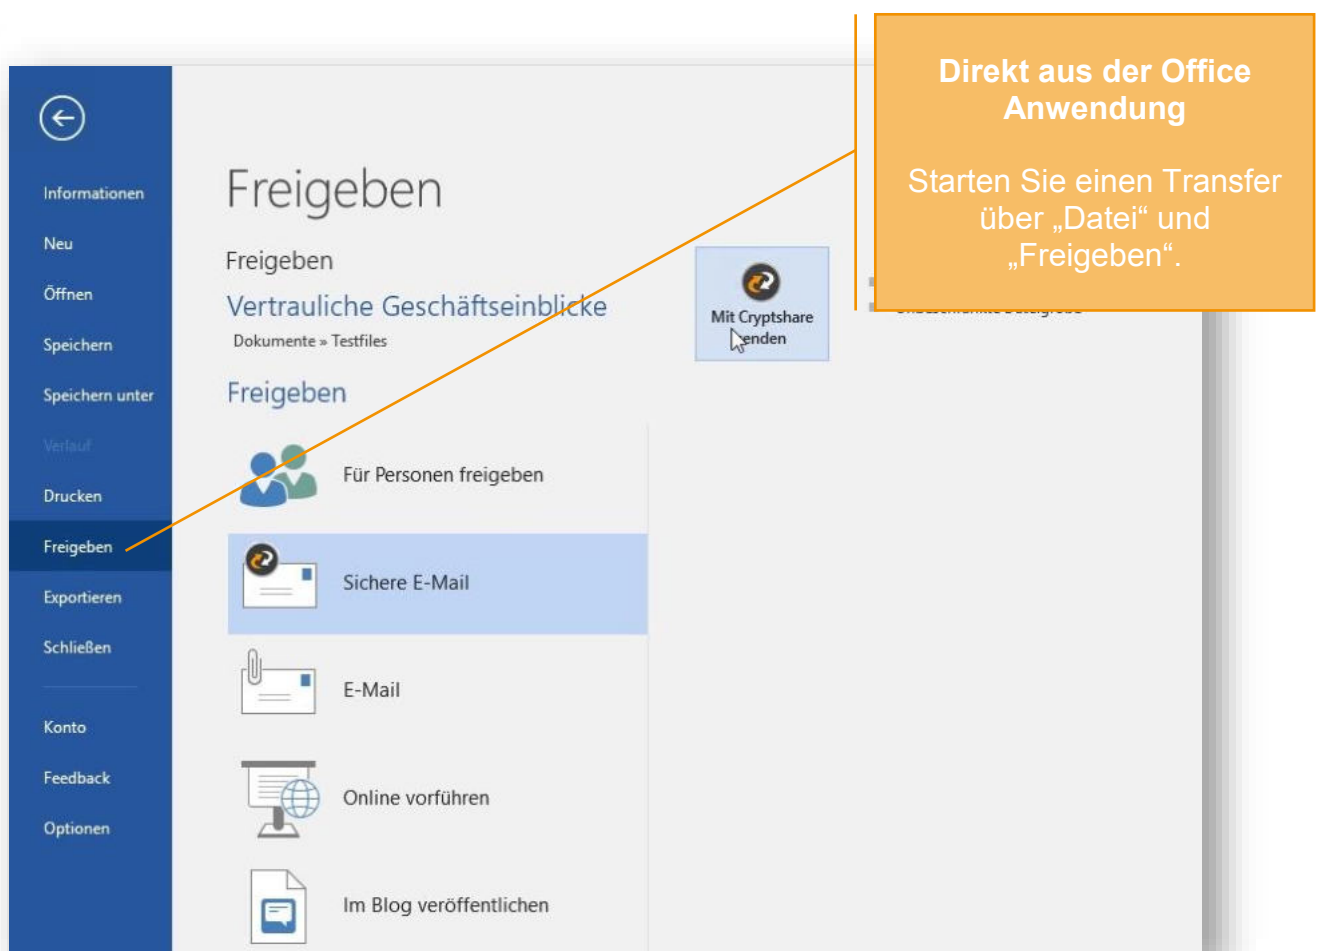 Direkt aus der Office
Anwendung
Starten Sie einen Transfer
über „Datei“ und
„Freigeben“.
Informationen
Neu
Öffnen
Speichern
Speichern unter
Verlauf
Drucken
Freigeben
Exportieren
Schließen
Konto
Feedback
Optionen
Freigeben
Freigeben
Vertrauliche Geschäftseinblicke
Dokumente » Testfiles
Freigeben
Für Personen freigeben
Sichere E-Mail
E-Mail
Online vorführen
Im Blog veröffentlichen
Mit Cryptshare
senden